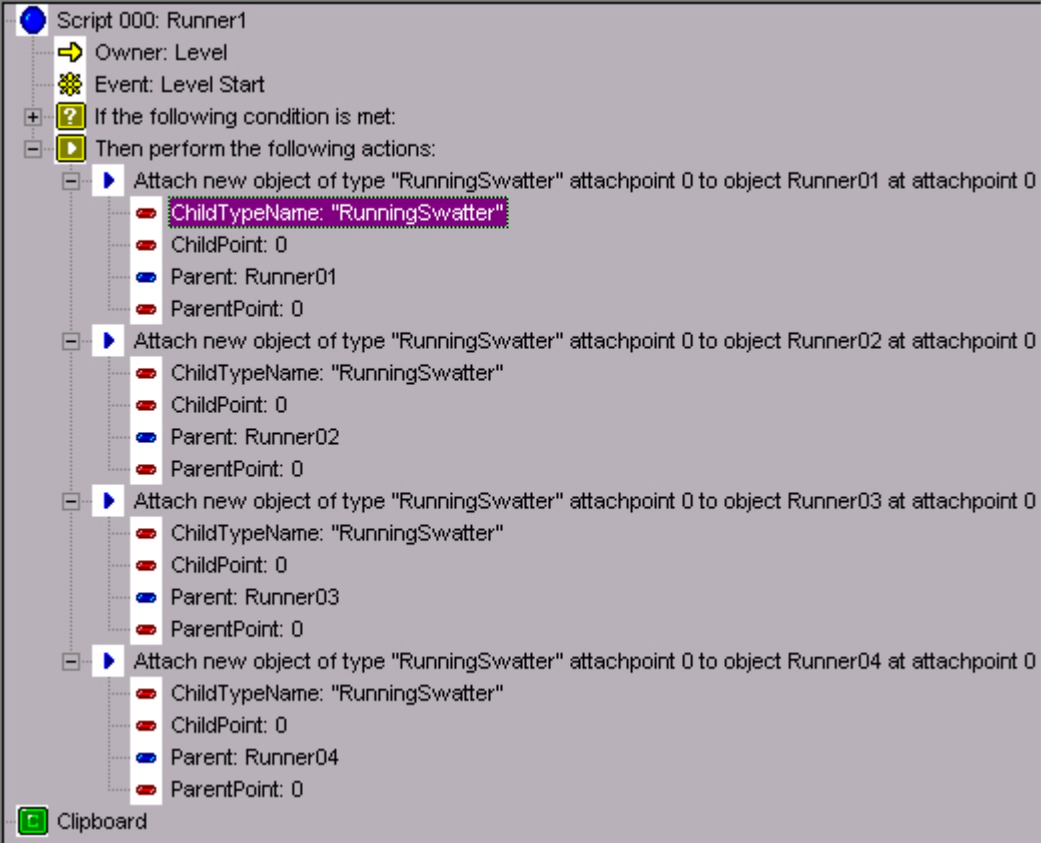 Script 000: Runner1
Owner: Level
Event: Level Start
If the following condition is met:
Then perform the following actions:
Attach new object of type "RunningSwatter" attachpoint 0 to object Runner01 at attachpoint 0
ChildTypeName: "RunningSwatter"
ChildPoint: 0
Parent: Runner01
ParentPoint: 0
Attach new object of type "RunningSwatter" attachpoint 0 to object Runner02 at attachpoint 0
ChildTypeName: "RunningSwatter"
ChildPoint: 0
Parent: Runner02
ParentPoint: 0
Attach new object of type "RunningSwatter" attachpoint 0 to object Runner03 at attachpoint 0
ChildTypeName: "RunningSwatter"
ChildPoint: 0
Parent: Runner03
ParentPoint: 0
Attach new object of type "RunningSwatter" attachpoint 0 to object Runner04 at attachpoint 0
ChildTypeName: "RunningSwatter"
ChildPoint: 0
Parent: Runner04
ParentPoint: 0
Clipboard